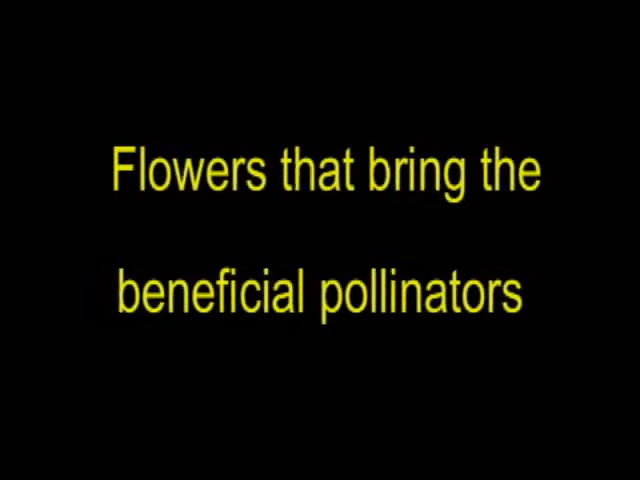 Flowers that bring the
beneficial pollinators